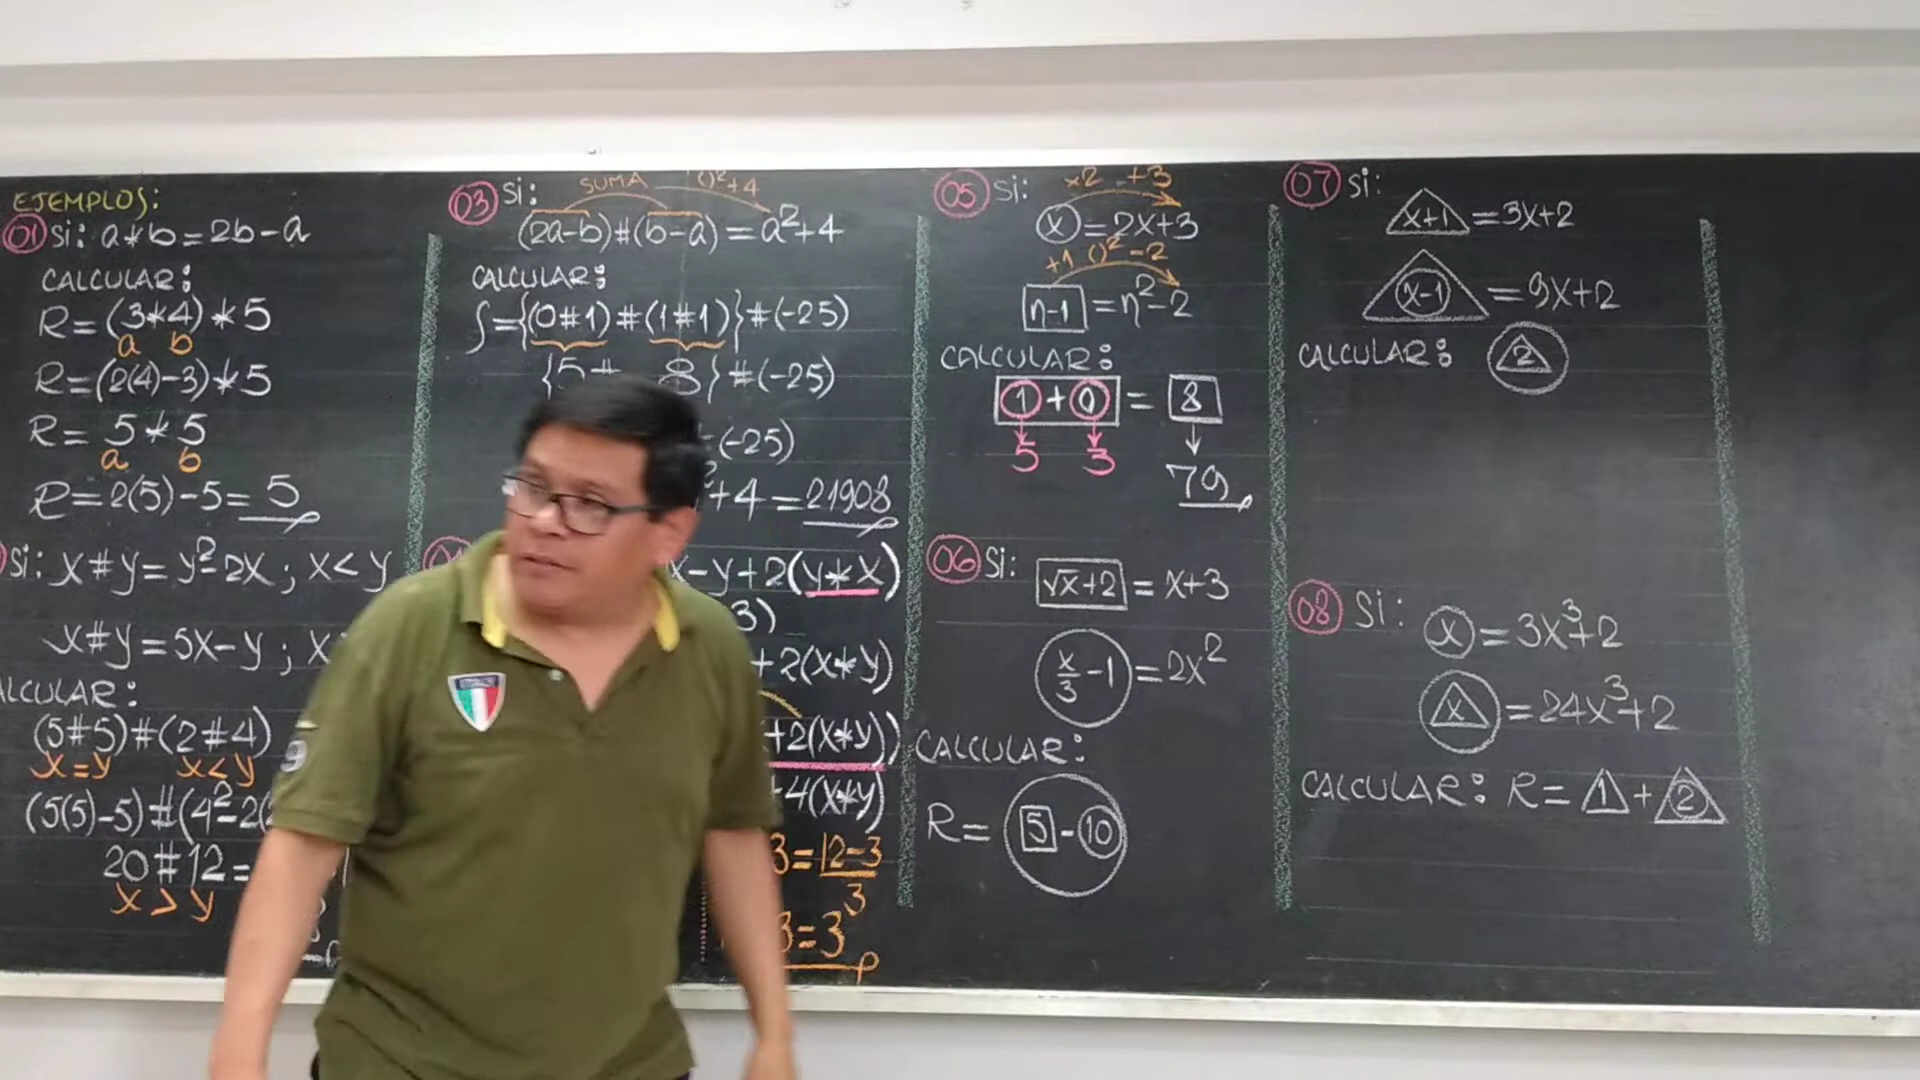 EJEMPLOS:
01 Si: a*b=2b-a
CALCULAR:
R=(3*4)*5
a b
R=(2(4)-3)*5
R= 5*5
a b
R=2(5)-5=5
Si: x#y=y²-2x; x<y
x#y=5x-y; x
ALCULAR:
(5#5)#(2#4)
x=y x<y
(5(5)-5)#(4²-2(2
20#12=
x>y
03 Si:
SUMA ()²+4
(2a-b)#(b-a)=a²+4
CALCULAR:
S={(0#1)#(1#1)}#(-25)
{5# 8}#(-25)
(-25)
²+4=21908
x-y+2(y*x)
3)
+2(x*y)
+2(x*y))
+4(x*y)
3=12-3
3
3=3
05 Si:
x2 +3
(x)=2x+3
+1 ()² -2
n-1=n²-2
CALCULAR:
1+0=8
5 3
79
06 Si: √x+2=x+3
x/3-1=2x²
CALCULAR:
R=5-10
07 Si:
x+1=3x+2
x-1=9x+2
CALCULAR: 2
08 Si: x=3x³+2
x=24x³+2
CALCULAR: R=1+2